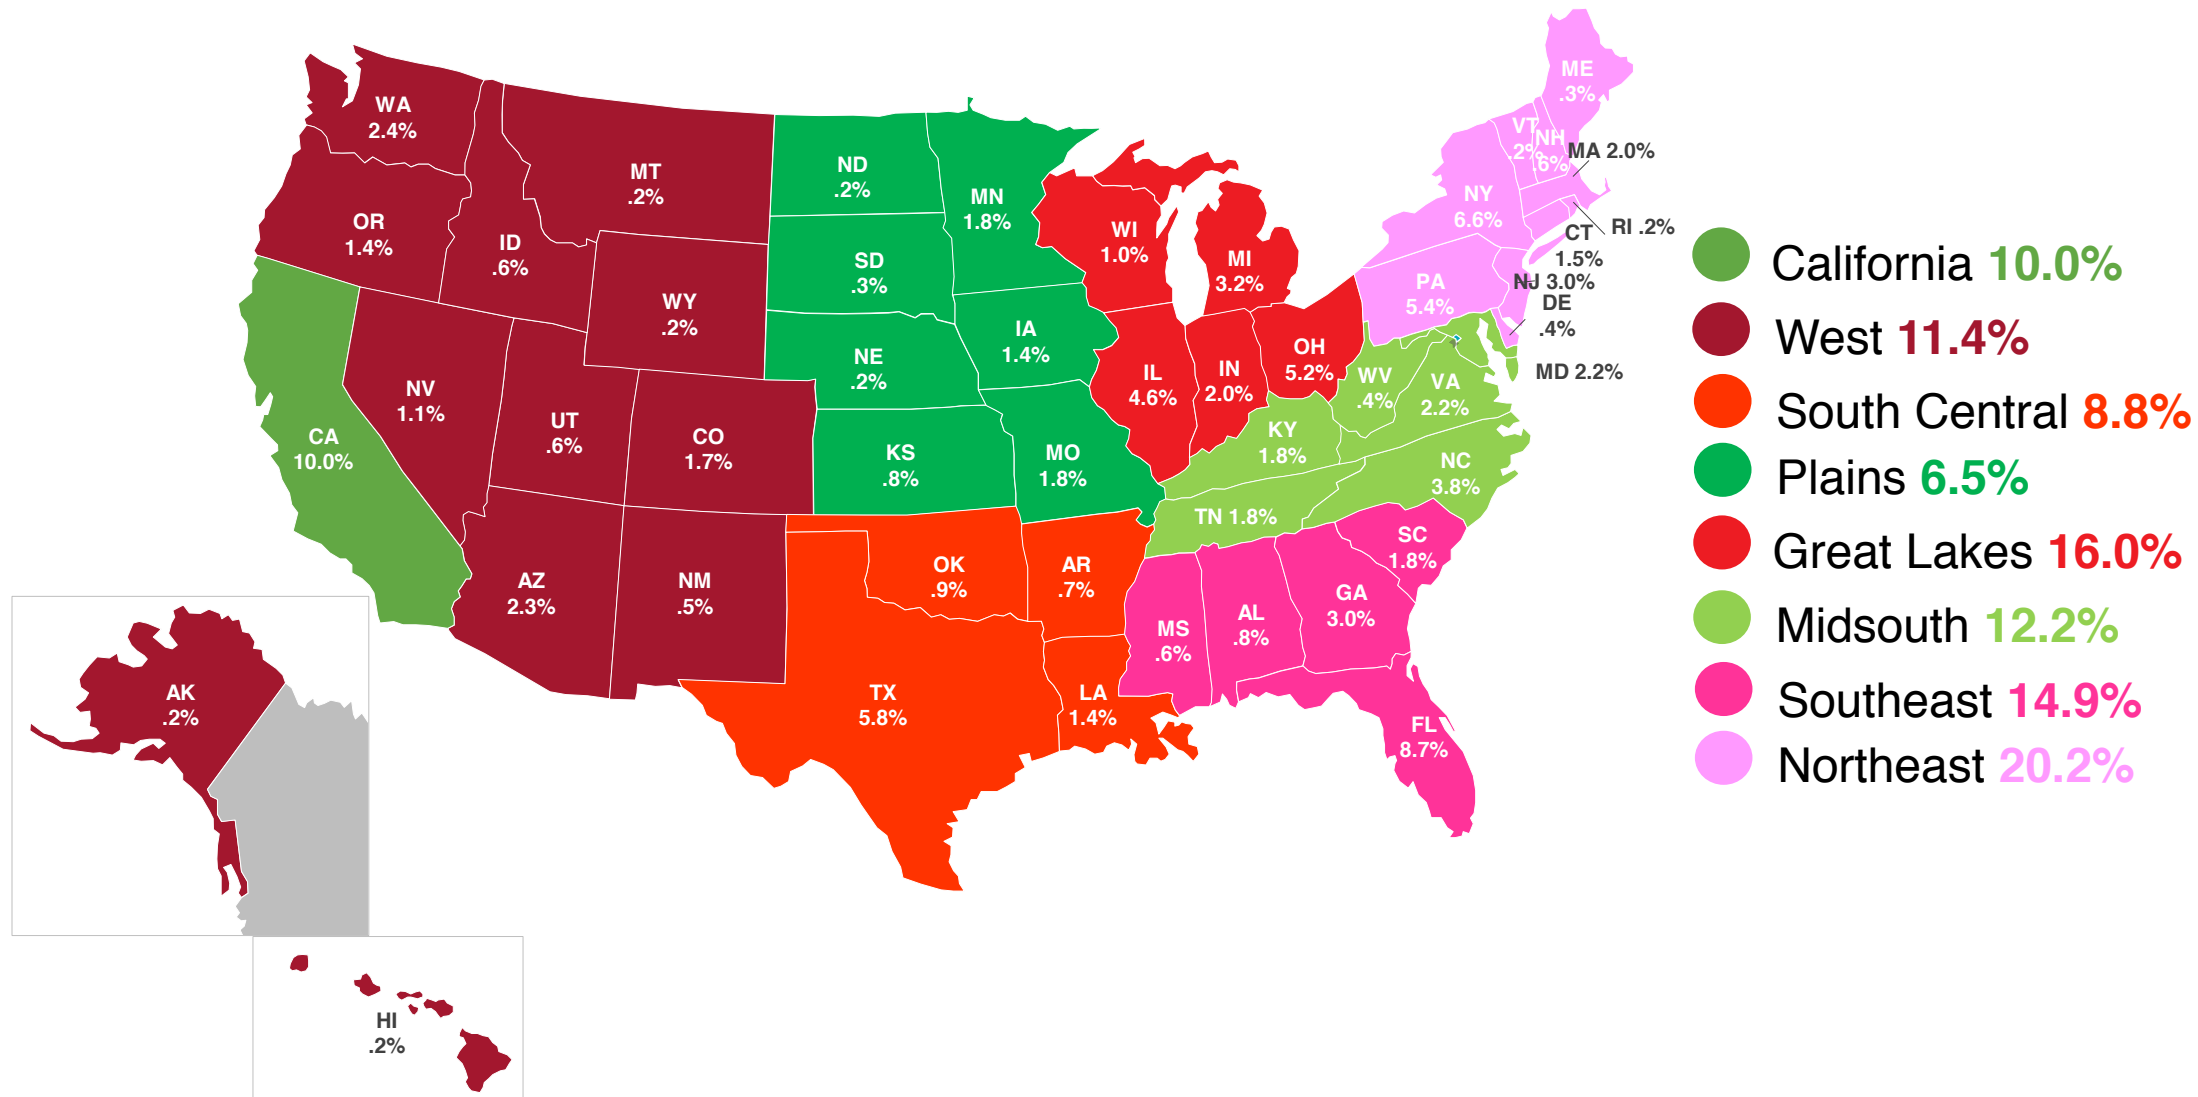 WA
2.4%
OR
1.4%
ID
.6%
MT
.2%
WY
.2%
NV
1.1%
UT
.6%
CO
1.7%
CA
10.0%
AZ
2.3%
NM
.5%
AK
.2%
HI
.2%
ND
.2%
SD
.3%
NE
.2%
KS
.8%
MN
1.8%
IA
1.4%
MO
1.8%
OK
.9%
AR
.7%
TX
5.8%
LA
1.4%
WI
1.0%
MI
3.2%
IL
4.6%
IN
2.0%
OH
5.2%
KY
1.8%
WV
.4%
VA
2.2%
NC
3.8%
TN 1.8%
SC
1.8%
GA
3.0%
AL
.8%
MS
.6%
FL
8.7%
ME
.3%
VT
.2%
NH
.6%
MA 2.0%
NY
6.6%
RI .2%
CT
1.5%
PA
5.4%
NJ 3.0%
DE
.4%
MD 2.2%
California 10.0%
West 11.4%
South Central 8.8%
Plains 6.5%
Great Lakes 16.0%
Midsouth 12.2%
Southeast 14.9%
Northeast 20.2%